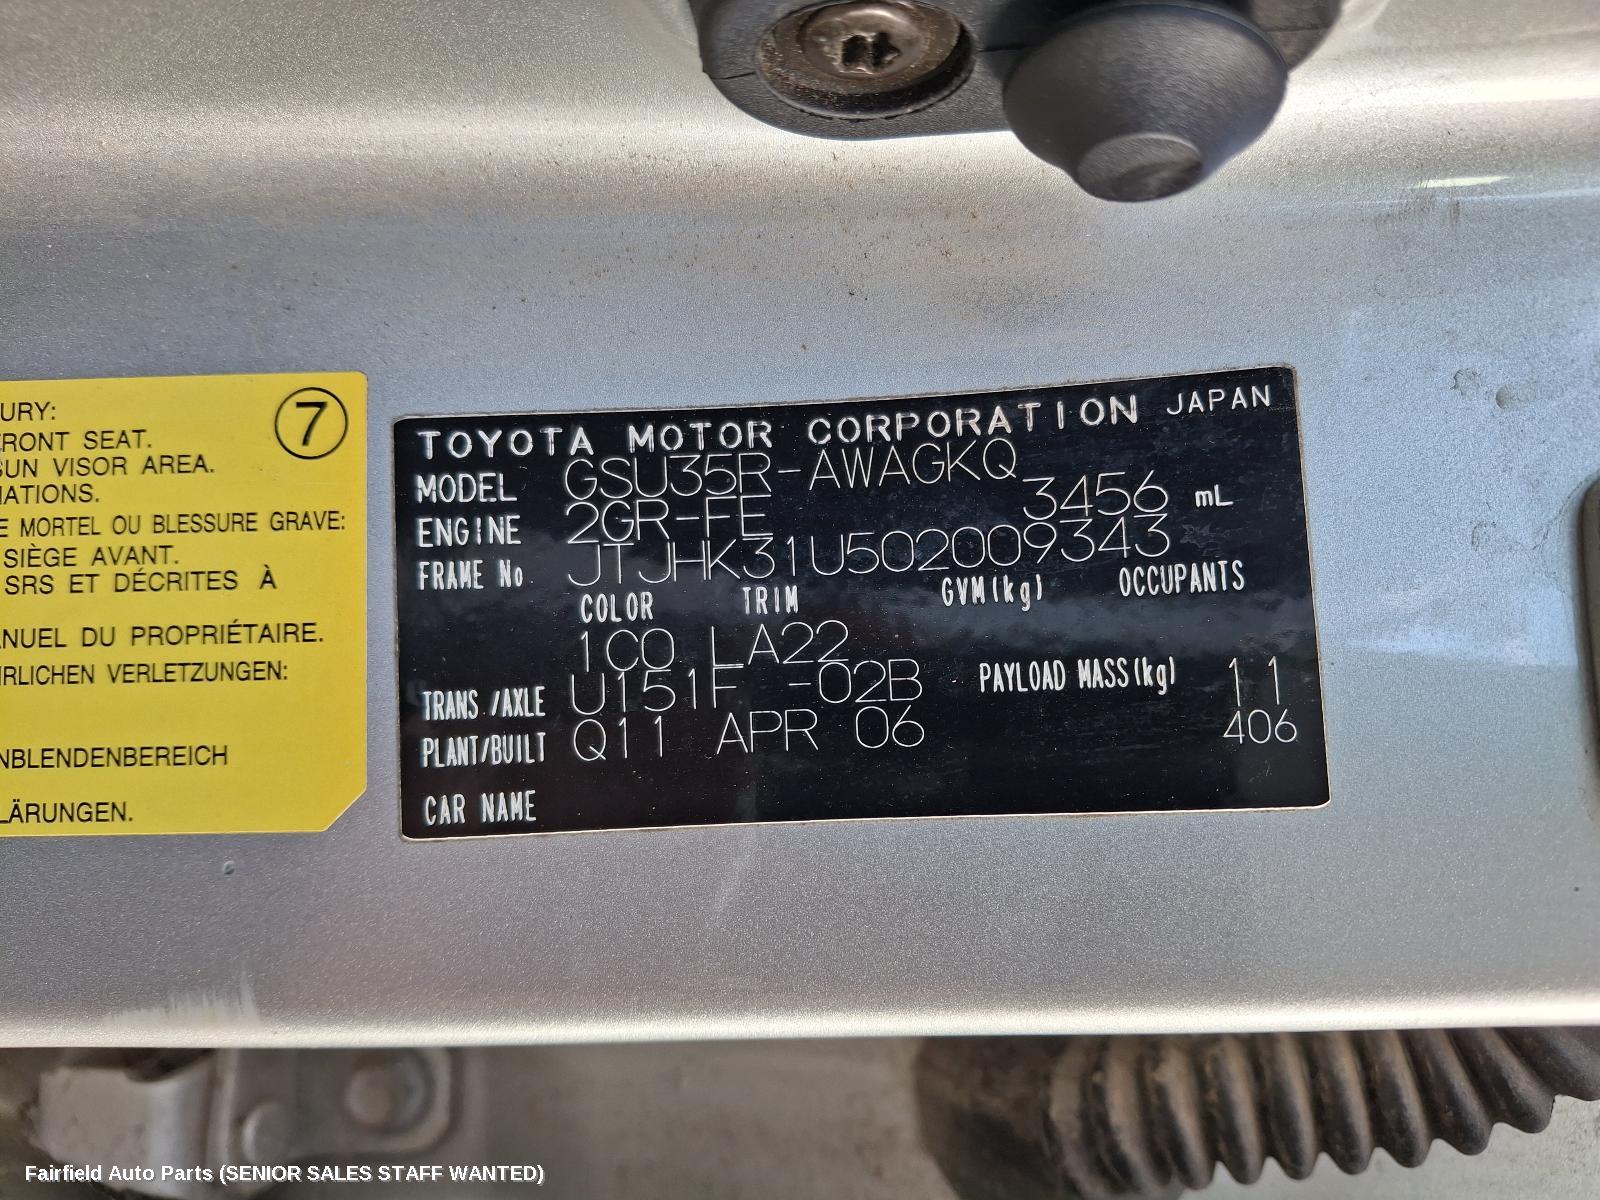 URY:
RONT SEAT.
SUN VISOR AREA.
IATIONS.
E MORTEL OU BLESSURE GRAVE:
SIÈGE AVANT.
SRS ET DÉCRITES À
ANUEL DU PROPRIÉTAIRE.
HRLICHEN VERLETZUNGEN:
NBLENDENBEREICH
LÄRUNGEN.
7
TOYOTA MOTOR CORPORATION JAPAN
MODEL GSU35R-AWAGKQ
ENGINE 2GR-FE 3456 mL
FRAME No. JTJHK31U502009343
COLOR TRIM GVM(kg) OCCUPANTS
1C0 LA22
TRANS./AXLE U151F -02B PAYLOAD MASS(kg) 11
PLANT/BUILT Q11 APR 06 406
CAR NAME
Fairfield Auto Parts (SENIOR SALES STAFF WANTED)